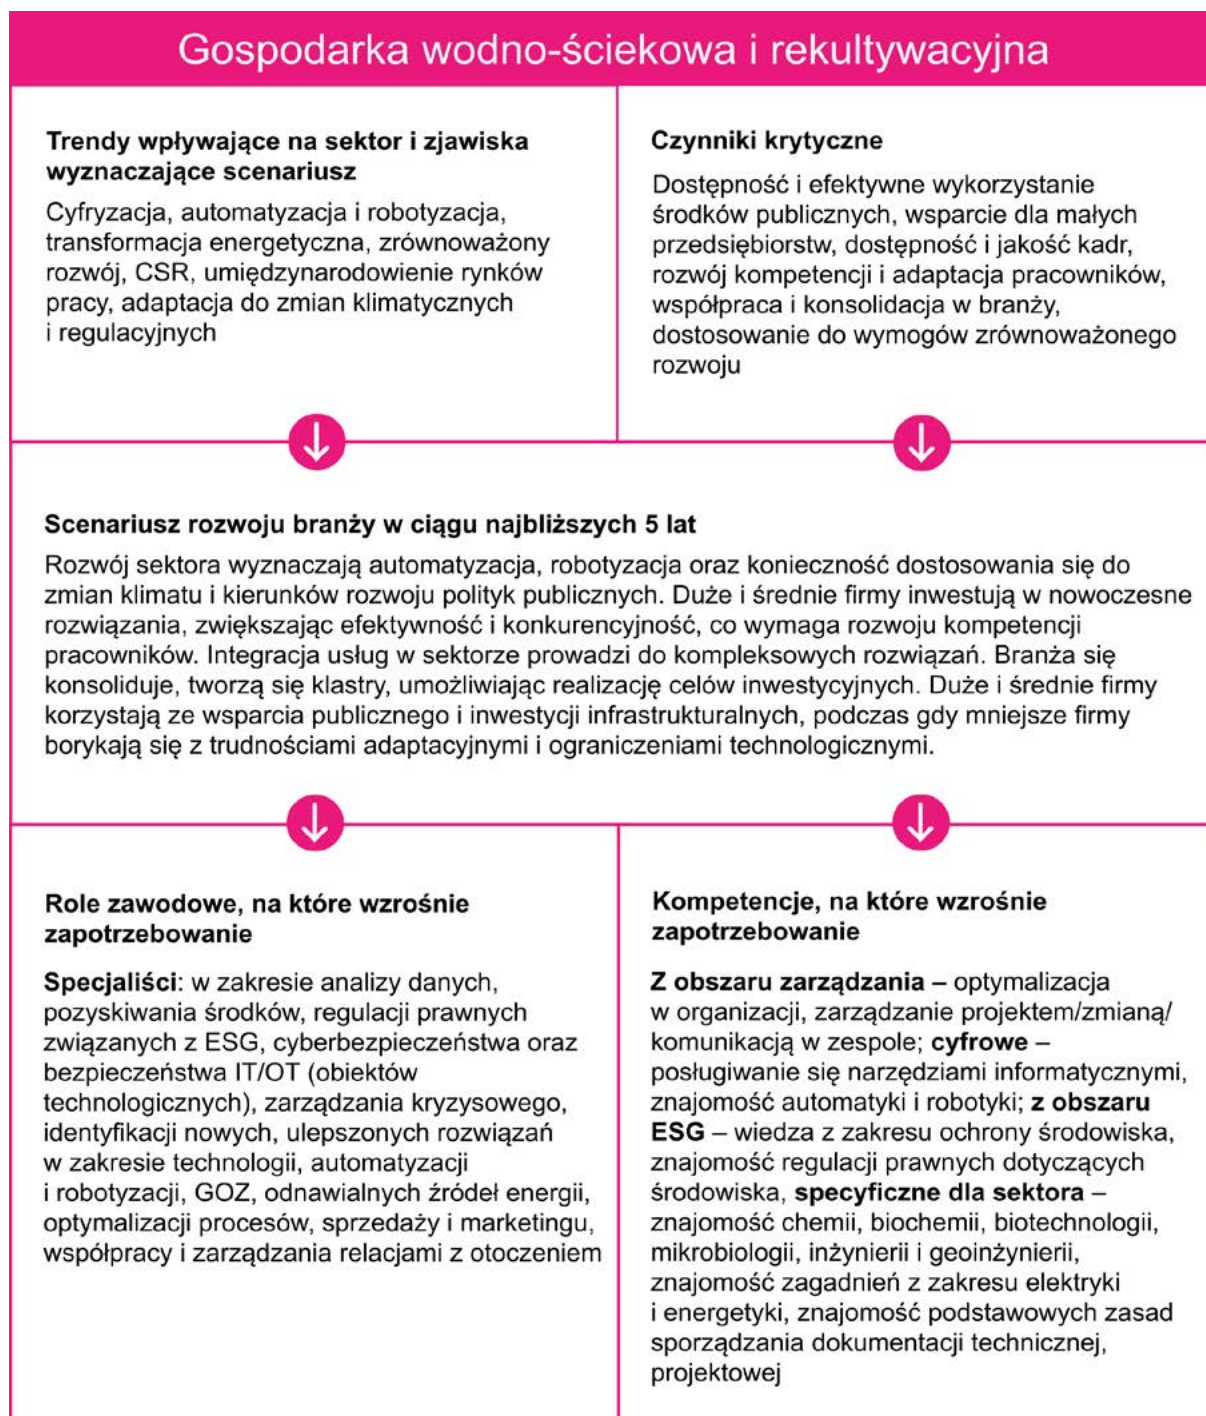 Gospodarka wodno-ściekowa i rekultywacyjna
Trendy wpływające na sektor i zjawiska
wyznaczające scenariusz
Cyfryzacja, automatyzacja i robotyzacja,
transformacja energetyczna, zrównoważony
rozwój, CSR, umiędzynarodowienie rynków
pracy, adaptacja do zmian klimatycznych
i regulacyjnych
Czynniki krytyczne
Dostępność i efektywne wykorzystanie
środków publicznych, wsparcie dla małych
przedsiębiorstw, dostępność i jakość kadr,
rozwój kompetencji i adaptacja pracowników,
współpraca i konsolidacja w branży,
dostosowanie do wymogów zrównoważonego
rozwoju
Scenariusz rozwoju branży w ciągu najbliższych 5 lat
Rozwój sektora wyznaczają automatyzacja, robotyzacja oraz konieczność dostosowania się do
zmian klimatu i kierunków rozwoju polityk publicznych. Duże i średnie firmy inwestują w nowoczesne
rozwiązania, zwiększając efektywność i konkurencyjność, co wymaga rozwoju kompetencji
pracowników. Integracja usług w sektorze prowadzi do kompleksowych rozwiązań. Branża się
konsoliduje, tworzą się klastry, umożliwiając realizację celów inwestycyjnych. Duże i średnie firmy
korzystają ze wsparcia publicznego i inwestycji infrastrukturalnych, podczas gdy mniejsze firmy
borykają się z trudnościami adaptacyjnymi i ograniczeniami technologicznymi.
Role zawodowe, na które wzrośnie
zapotrzebowanie
Specjaliści: w zakresie analizy danych,
pozyskiwania środków, regulacji prawnych
związanych z ESG, cyberbezpieczeństwa oraz
bezpieczeństwa IT/OT (obiektów
technologicznych), zarządzania kryzysowego,
identyfikacji nowych, ulepszonych rozwiązań
w zakresie technologii, automatyzacji
i robotyzacji, GOZ, odnawialnych źródeł energii,
optymalizacji procesów, sprzedaży i marketingu,
współpracy i zarządzania relacjami z otoczeniem
Kompetencje, na które wzrośnie
zapotrzebowanie
Z obszaru zarządzania – optymalizacja
w organizacji, zarządzanie projektem/zmianą/
komunikacją w zespole; cyfrowe –
posługiwanie się narzędziami informatycznymi,
znajomość automatyki i robotyki; z obszaru
ESG – wiedza z zakresu ochrony środowiska,
znajomość regulacji prawnych dotyczących
środowiska, specyficzne dla sektora –
znajomość chemii, biochemii, biotechnologii,
mikrobiologii, inżynierii i geoinżynierii,
znajomość zagadnień z zakresu elektryki
i energetyki, znajomość podstawowych zasad
sporządzania dokumentacji technicznej,
projektowej